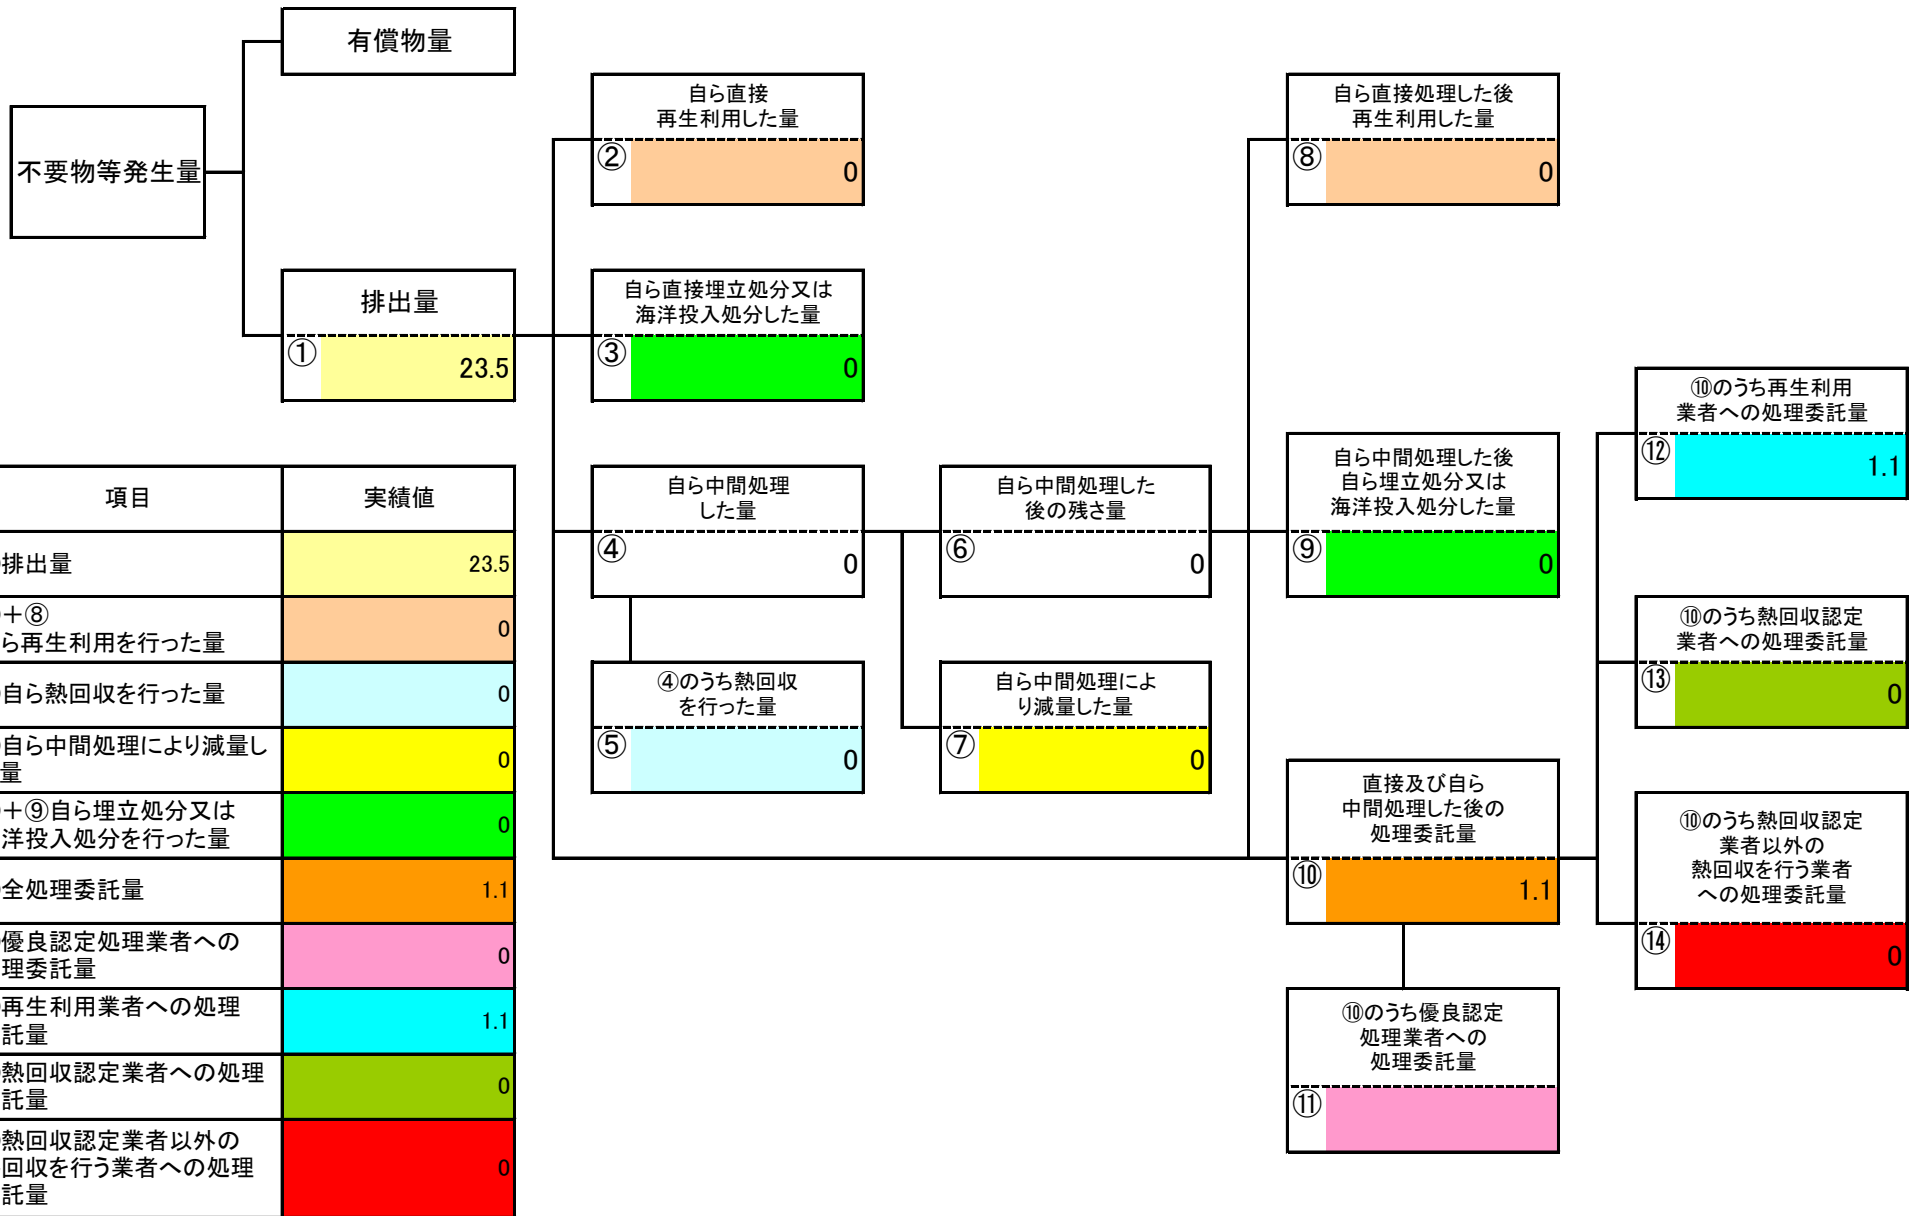 有償物量
不要物等発生量
排出量
①
23.5
自ら直接
再生利用した量
②
0
自ら直接埋立処分又は
海洋投入処分した量
③
0
自ら中間処理
した量
④
0
④のうち熱回収
を行った量
⑤
0
自ら中間処理した
後の残さ量
⑥
0
自ら中間処理によ
り減量した量
⑦
0
自ら直接処理した後
再生利用した量
⑧
0
自ら中間処理した後
自ら埋立処分又は
海洋投入処分した量
⑨
0
直接及び自ら
中間処理した後の
処理委託量
⑩
1.1
⑩のうち優良認定
処理業者への
処理委託量
⑪
⑩のうち再生利用
業者への処理委託量
⑫
1.1
⑩のうち熱回収認定
業者への処理委託量
⑬
0
⑩のうち熱回収認定
業者以外の
熱回収を行う業者
への処理委託量
⑭
0
項目
実績値
排出量
23.5
+⑧
ら再生利用を行った量
0
自ら熱回収を行った量
0
自ら中間処理により減量し
量
0
+⑨自ら埋立処分又は
洋投入処分を行った量
0
全処理委託量
1.1
優良認定処理業者への
理委託量
0
再生利用業者への処理
託量
1.1
熱回収認定業者への処理
託量
0
熱回収認定業者以外の
回収を行う業者への処理
託量
0